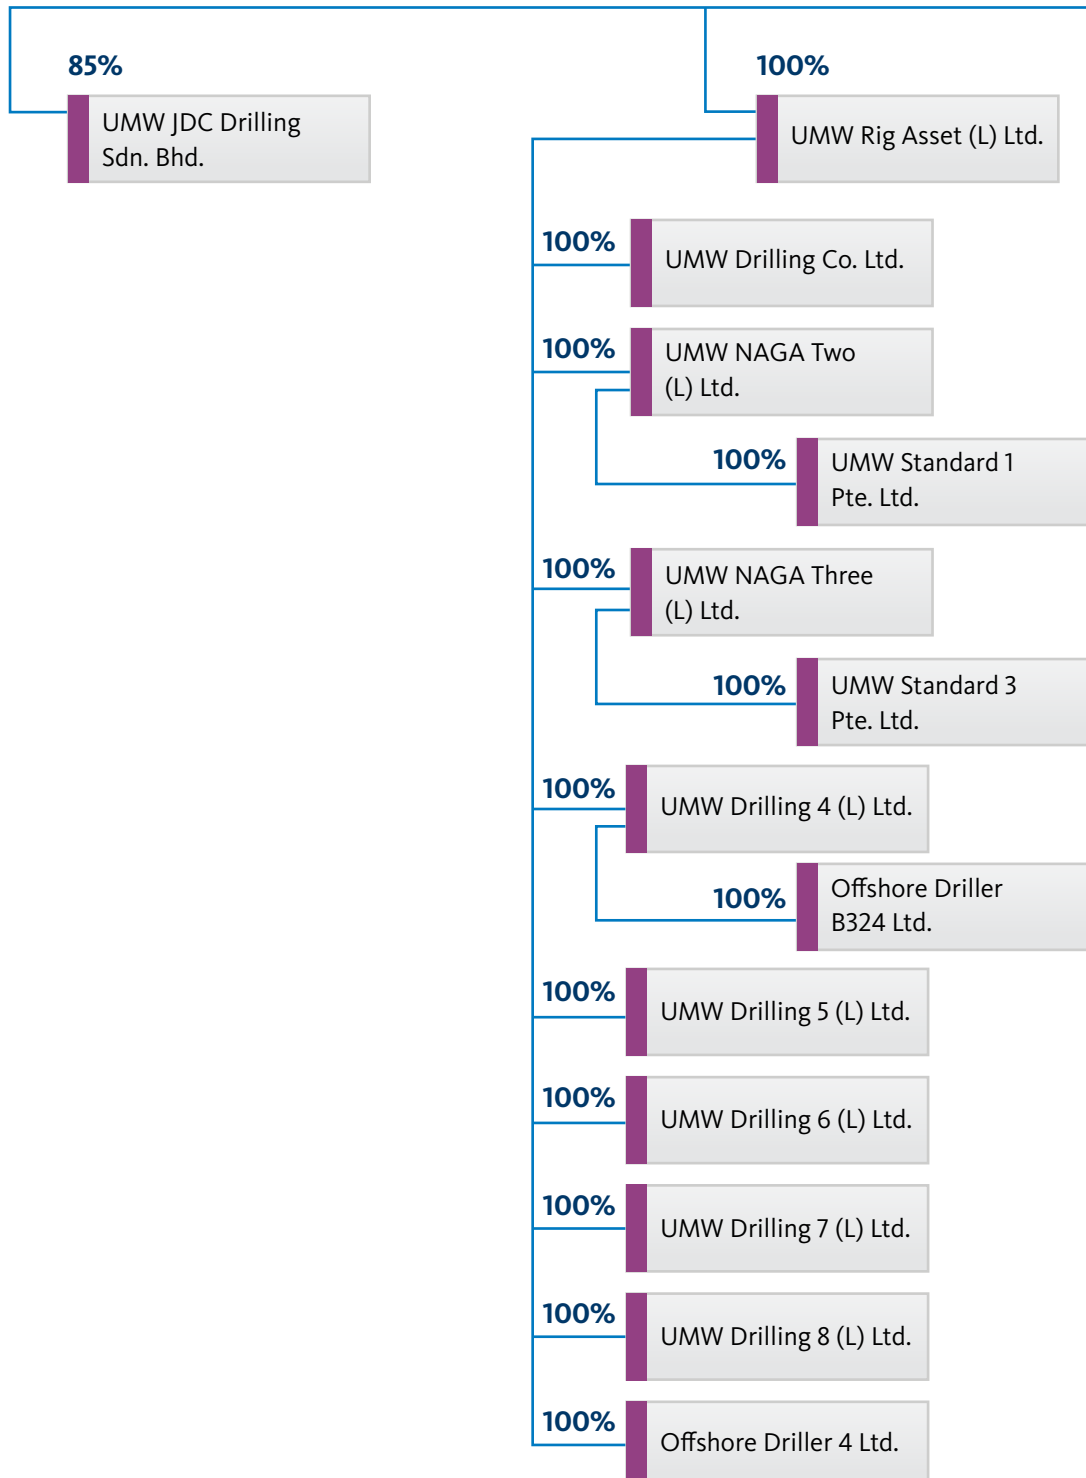 85%
UMW JDC Drilling
Sdn. Bhd.
100%
UMW Rig Asset (L) Ltd.
100%
UMW Drilling Co. Ltd.
100%
UMW NAGA Two
(L) Ltd.
100%
UMW Standard 1
Pte. Ltd.
100%
UMW NAGA Three
(L) Ltd.
100%
UMW Standard 3
Pte. Ltd.
100%
UMW Drilling 4 (L) Ltd.
100%
Offshore Driller
B324 Ltd.
100%
UMW Drilling 5 (L) Ltd.
100%
UMW Drilling 6 (L) Ltd.
100%
UMW Drilling 7 (L) Ltd.
100%
UMW Drilling 8 (L) Ltd.
100%
Offshore Driller 4 Ltd.